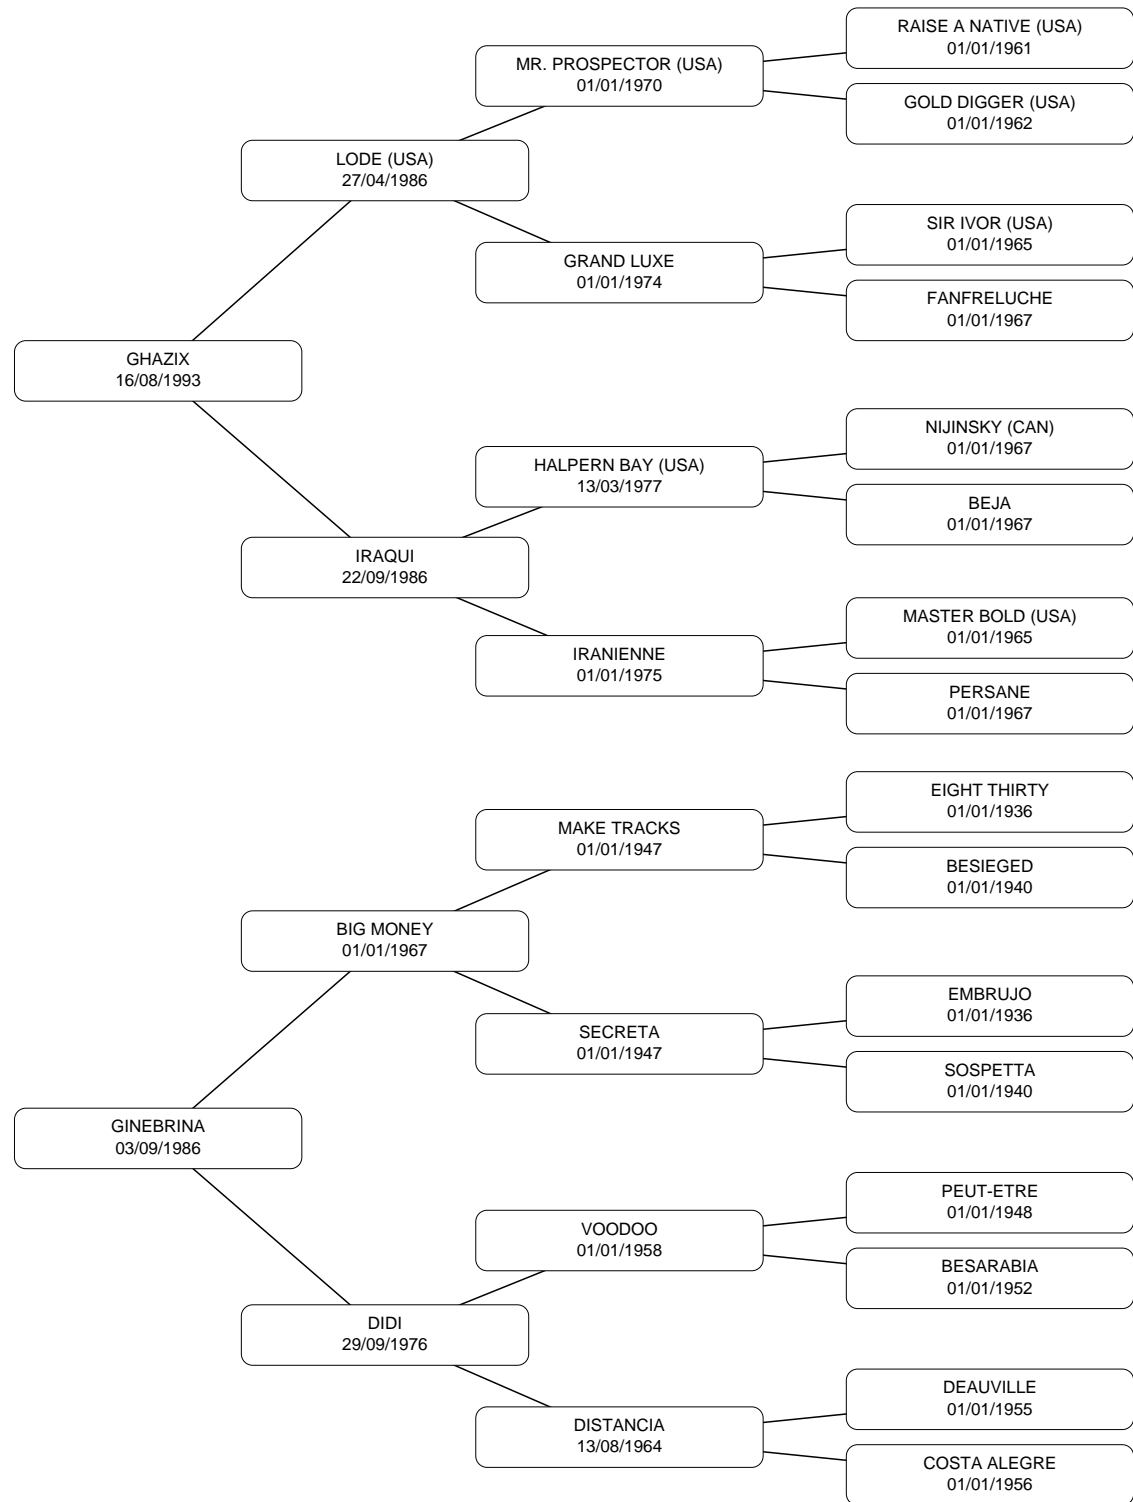 RAISE A NATIVE (USA)
01/01/1961
MR. PROSPECTOR (USA)
01/01/1970
GOLD DIGGER (USA)
01/01/1962
LODE (USA)
27/04/1986
SIR IVOR (USA)
01/01/1965
GRAND LUXE
01/01/1974
FANFRELUCHE
01/01/1967
GHAZIX
16/08/1993
NIJINSKY (CAN)
01/01/1967
HALPERN BAY (USA)
13/03/1977
BEJA
01/01/1967
IRAQUI
22/09/1986
MASTER BOLD (USA)
01/01/1965
IRANIENNE
01/01/1975
PERSANE
01/01/1967
EIGHT THIRTY
01/01/1936
MAKE TRACKS
01/01/1947
BESIEGED
01/01/1940
BIG MONEY
01/01/1967
EMBRUJO
01/01/1936
SECRETA
01/01/1947
SOSPETTA
01/01/1940
GINEBRINA
03/09/1986
PEUT-ETRE
01/01/1948
VOODOO
01/01/1958
BESARABIA
01/01/1952
DIDI
29/09/1976
DEAUVILLE
01/01/1955
DISTANCIA
13/08/1964
COSTA ALEGRE
01/01/1956